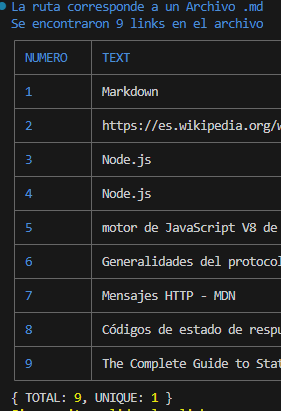 La ruta corresponde a un Archivo .md
Se encontraron 9 links en el archivo
NUMERO TEXT
1 Markdown
2 https://es.wikipedia.org/w
3 Node.js
4 Node.js
5 motor de JavaScript V8 de
6 Generalidades del protocol
7 Mensajes HTTP - MDN
8 Códigos de estado de respu
9 The Complete Guide to Stat
{ TOTAL: 9, UNIQUE: 1 }